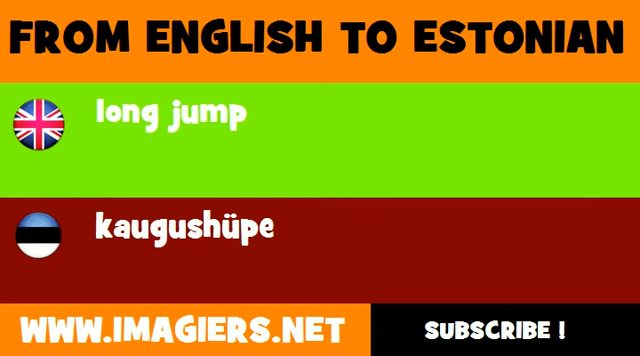 FROM ENGLISH TO ESTONIAN
long jump
kaugushüpe
WWW.IMAGIERS.NET
SUBSCRIBE !